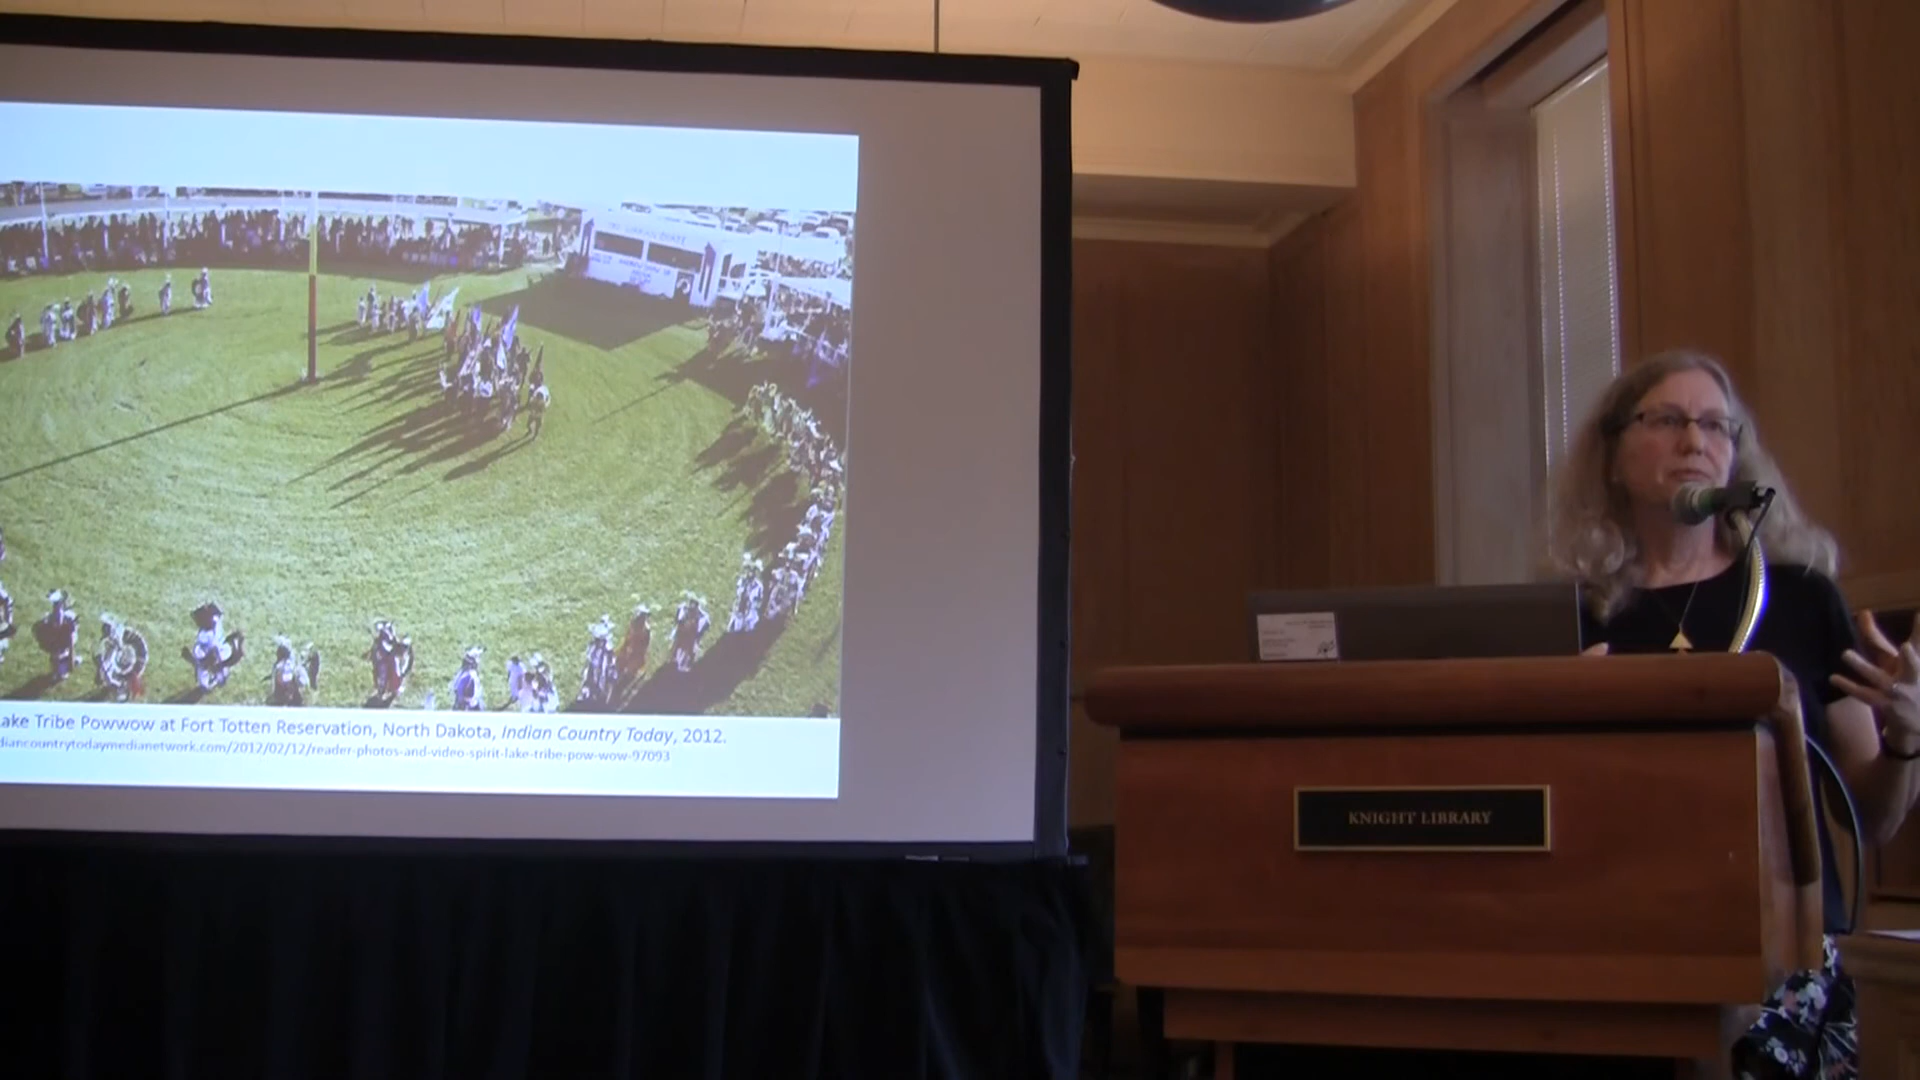 ake Tribe Powwow at Fort Totten Reservation, North Dakota, Indian Country Today, 2012.
diancountrytodaymedianetwork.com/2012/02/12/reader-photos-and-video-spirit-lake-tribe-pow-wow-97093
KNIGHT LIBRARY